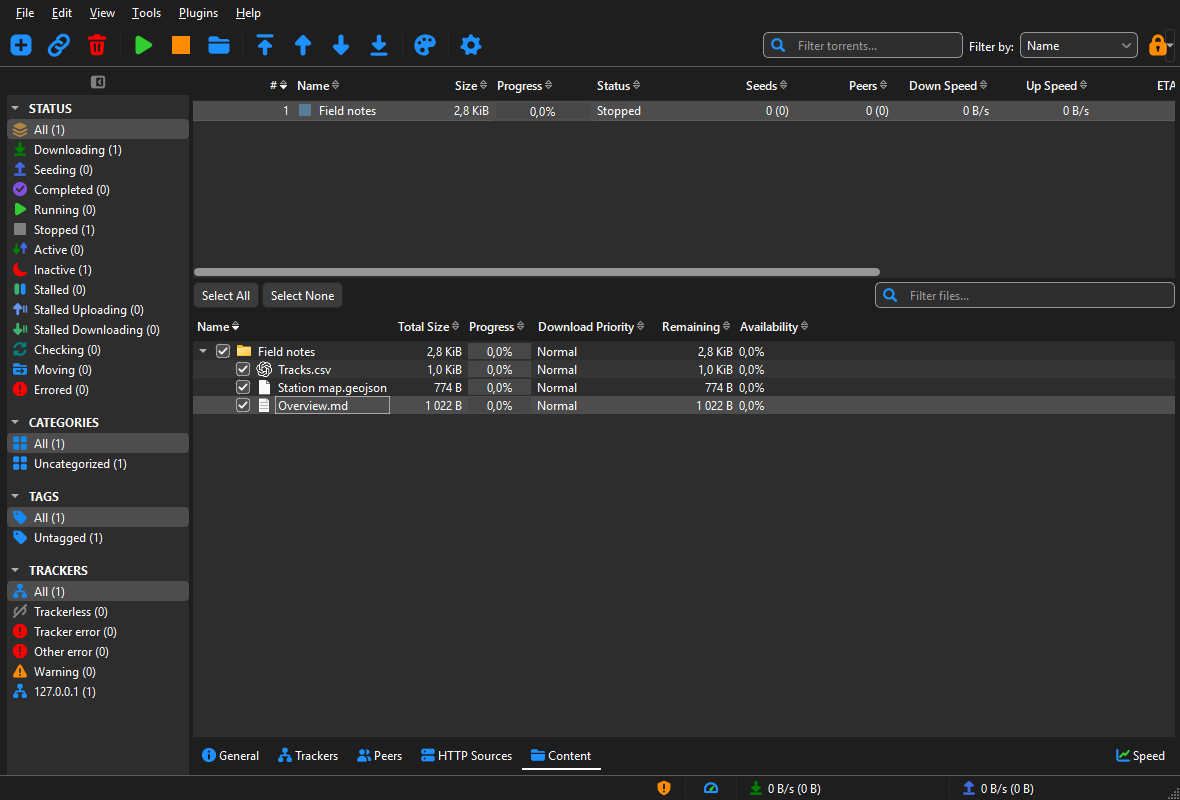 File Edit View Tools Plugins Help
Filter torrents... Filter by: Name
# Name Size Progress Status Seeds Peers Down Speed Up Speed ETA
1 Field notes 2,8 KiB 0,0% Stopped 0 (0) 0 (0) 0 B/s 0 B/s
STATUS
All (1)
Downloading (1)
Seeding (0)
Completed (0)
Running (0)
Stopped (1)
Active (0)
Inactive (1)
Stalled (0)
Stalled Uploading (0)
Stalled Downloading (0)
Checking (0)
Moving (0)
Errored (0)
CATEGORIES
All (1)
Uncategorized (1)
TAGS
All (1)
Untagged (1)
TRACKERS
All (1)
Trackerless (0)
Tracker error (0)
Other error (0)
Warning (0)
127.0.0.1 (1)
Select All Select None Filter files...
Name Total Size Progress Download Priority Remaining Availability
Field notes 2,8 KiB 0,0% Normal 2,8 KiB 0,0%
Tracks.csv 1,0 KiB 0,0% Normal 1,0 KiB 0,0%
Station map.geojson 774 B 0,0% Normal 774 B 0,0%
Overview.md 1 022 B 0,0% Normal 1 022 B 0,0%
General Trackers Peers HTTP Sources Content Speed
0 B/s (0 B) 0 B/s (0 B)